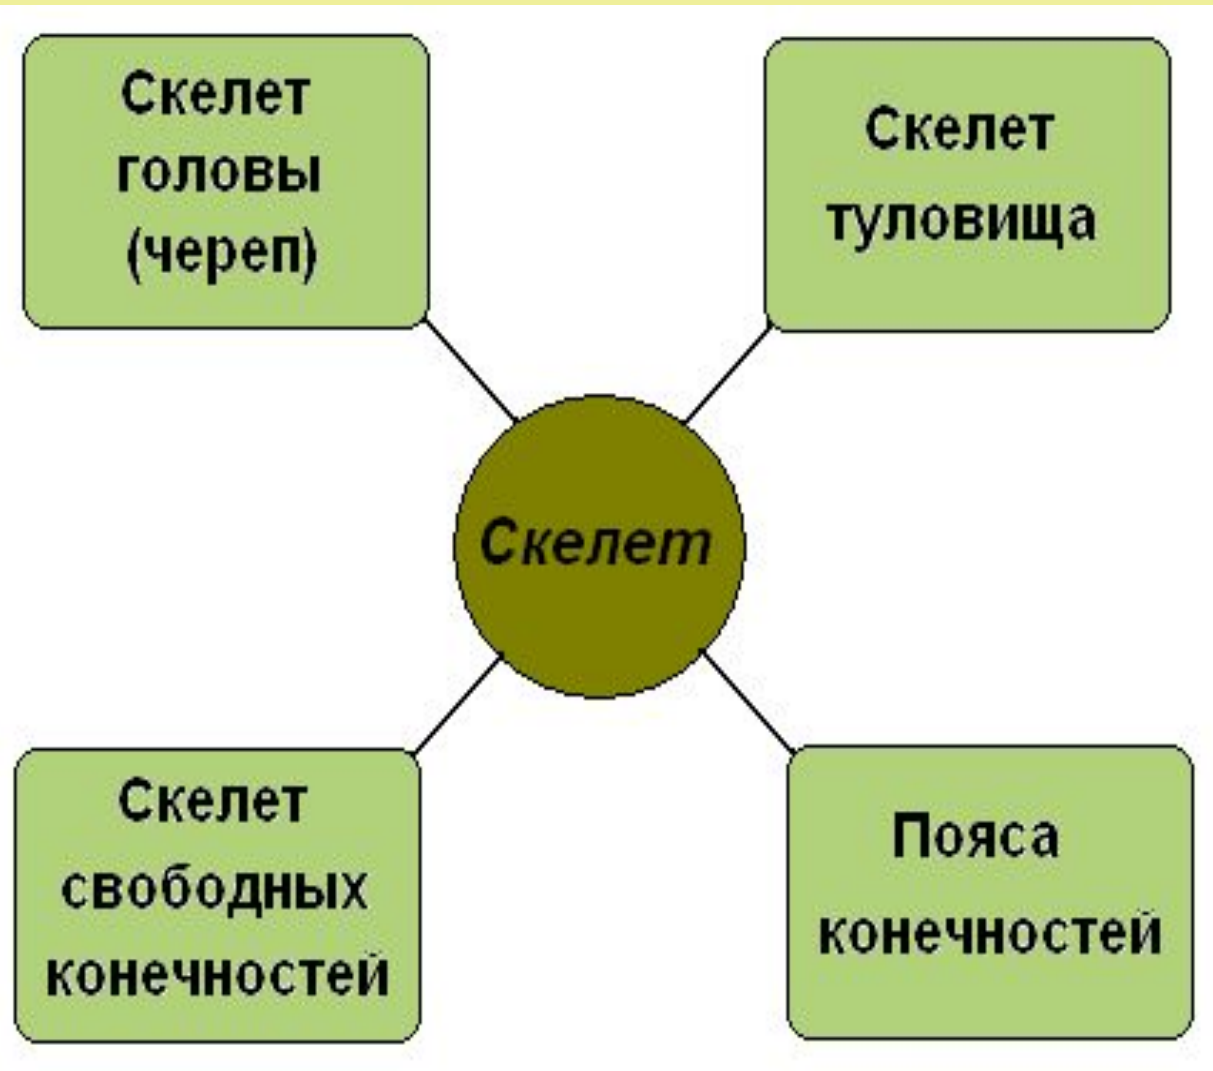 Скелет
головы
(череп)
Скелет
туловища
Скелет
Скелет
свободных
конечностей
Пояса
конечностей